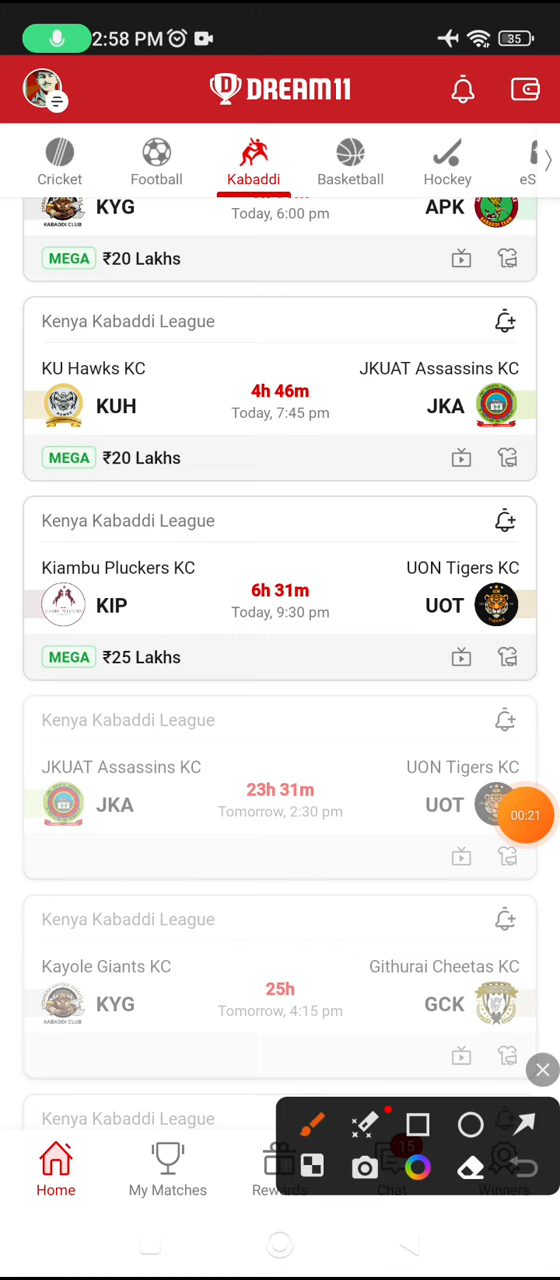 2:58 PM
35
DREAM11
Cricket
Football
Kabaddi
Basketball
Hockey
eS
KYG
Today, 6:00 pm
APK
MEGA ₹20 Lakhs
Kenya Kabaddi League
KU Hawks KC
JKUAT Assassins KC
KUH
4h 46m
Today, 7:45 pm
JKA
MEGA ₹20 Lakhs
Kenya Kabaddi League
Kiambu Pluckers KC
UON Tigers KC
KIP
6h 31m
Today, 9:30 pm
UOT
MEGA ₹25 Lakhs
Kenya Kabaddi League
JKUAT Assassins KC
UON Tigers KC
JKA
23h 31m
Tomorrow, 2:30 pm
UOT
00:21
Kenya Kabaddi League
Kayole Giants KC
Githurai Cheetas KC
KYG
25h
Tomorrow, 4:15 pm
GCK
Kenya Kabaddi League
15
Home
My Matches
Rewards
Chat
Winners